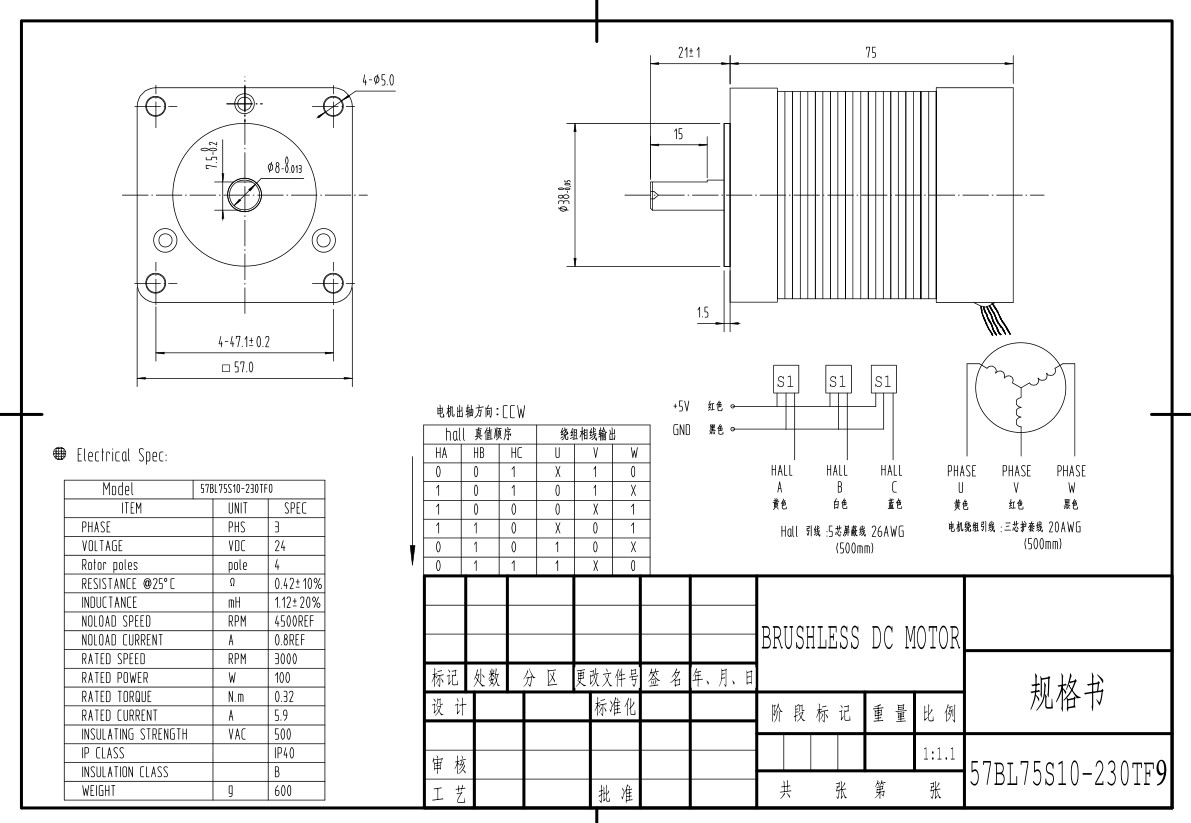 4-Φ5.0
7.5-0.2 0
Φ8-0.013 0
4-47.1±0.2
□ 57.0
21±1
75
15
Φ38-0.05 0
1.5
S1 S1 S1
+5V 红色
GND 黑色
HALL HALL HALL
A B C
黄色 白色 蓝色
Hall 引线 :5芯屏蔽线 26AWG
(500mm)
PHASE PHASE PHASE
U V W
黄色 红色 黑色
电机绕组引线 :三芯护套线 20AWG
(500mm)
电机出轴方向:CCW
hall 真值顺序 绕组相线输出
HA HB HC U V W
0 0 1 X 1 0
1 0 1 0 1 X
1 0 0 0 X 1
1 1 0 X 0 1
0 1 0 1 0 X
0 1 1 1 X 0
Electrical Spec:
Model 57BL75S10-230TF0
ITEM UNIT SPEC
PHASE PHS 3
VOLTAGE VDC 24
Rotor poles pole 4
RESISTANCE @25°C Ω 0.42±10%
INDUCTANCE mH 1.12±20%
NOLOAD SPEED RPM 4500REF
NOLOAD CURRENT A 0.8REF
RATED SPEED RPM 3000
RATED POWER W 100
RATED TORQUE N.m 0.32
RATED CURRENT A 5.9
INSULATING STRENGTH VAC 500
IP CLASS IP40
INSULATION CLASS B
WEIGHT g 600
标记 处数 分 区 更改文件号 签 名 年、月、日
设 计 标准化
审 核
工 艺 批 准
BRUSHLESS DC MOTOR
阶 段 标 记 重 量 比 例
1:1.1
共 张 第 张
规格书
57BL75S10-230TF9